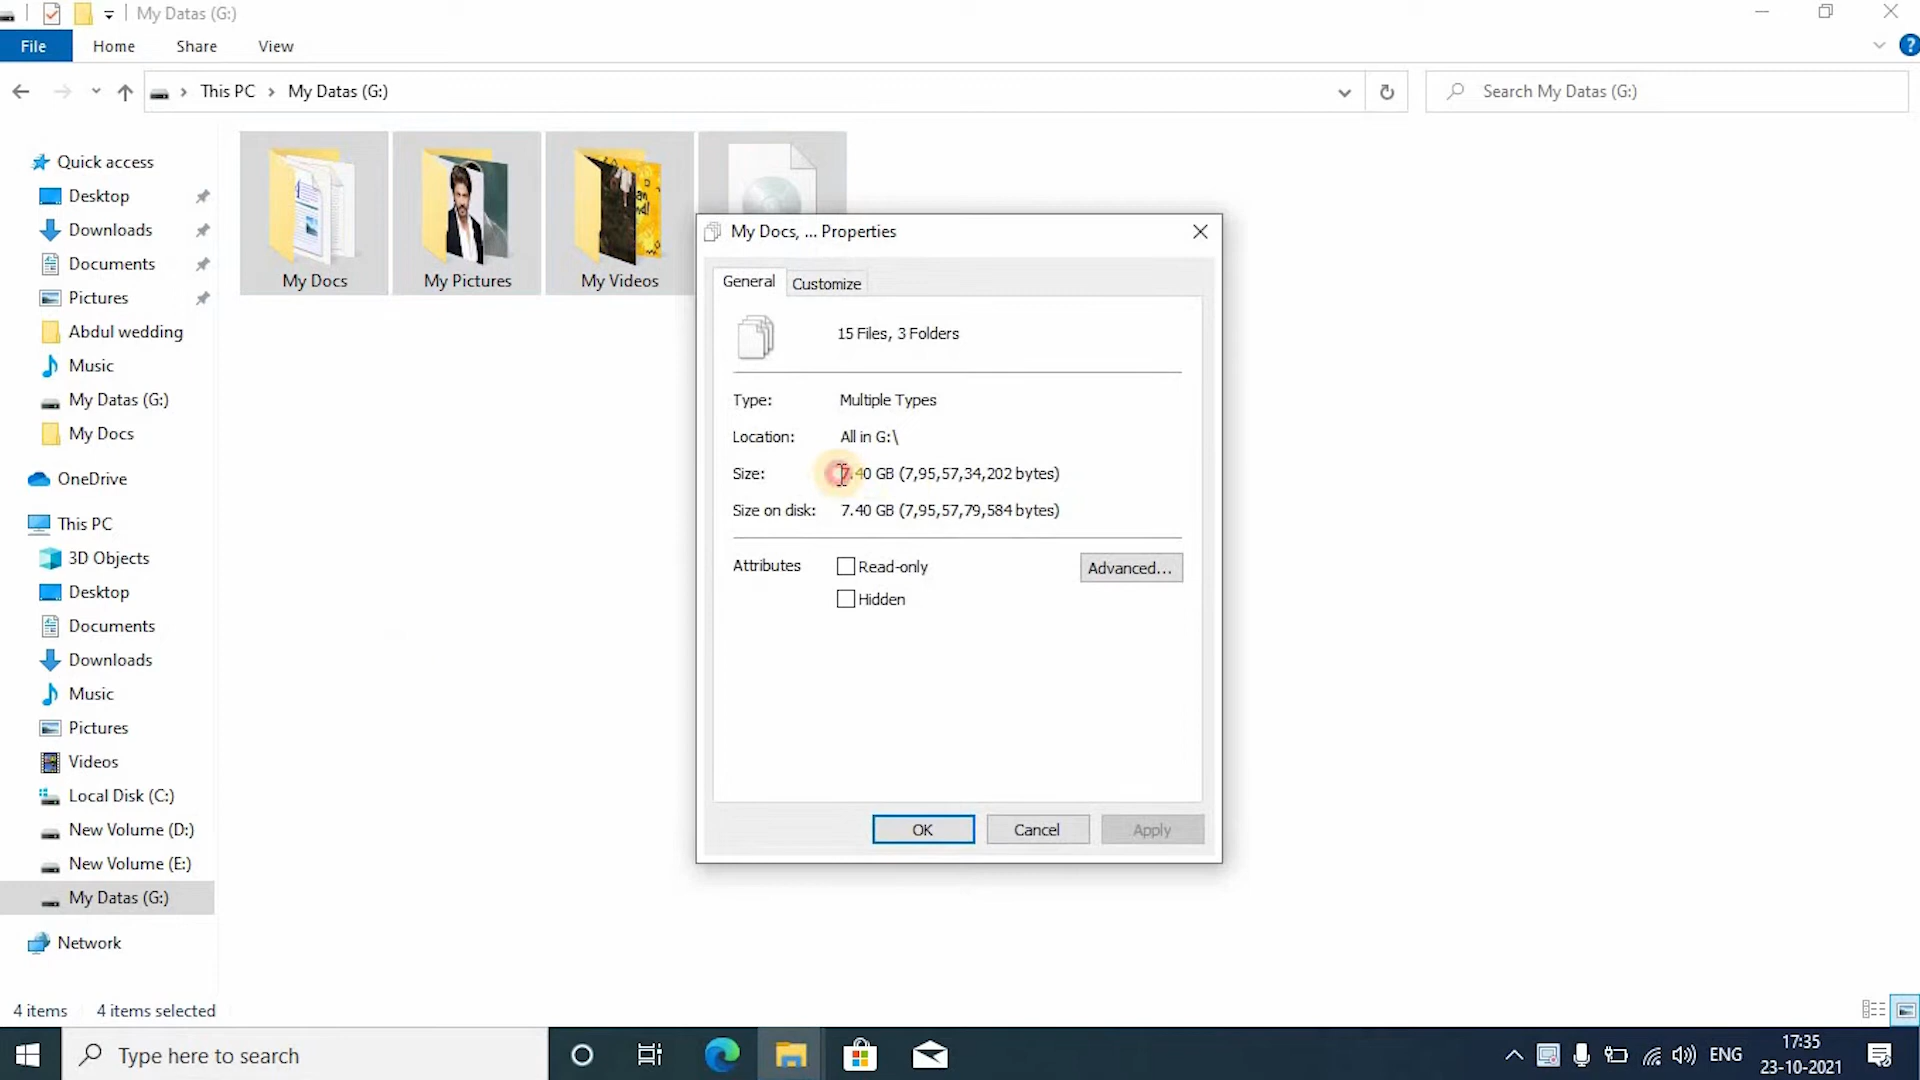 My Datas (G:)
File Home Share View
This PC My Datas (G:)
Search My Datas (G:)
Quick access
Desktop
Downloads
Documents
Pictures
Abdul wedding
Music
My Datas (G:)
My Docs
OneDrive
This PC
3D Objects
Desktop
Documents
Downloads
Music
Pictures
Videos
Local Disk (C:)
New Volume (D:)
New Volume (E:)
My Datas (G:)
Network
My Docs My Pictures My Videos
My Docs, ... Properties
General Customize
15 Files, 3 Folders
Type: Multiple Types
Location: All in G:\
Size: 7.40 GB (7,95,57,34,202 bytes)
Size on disk: 7.40 GB (7,95,57,79,584 bytes)
Attributes Read-only Advanced...
Hidden
OK Cancel Apply
4 items 4 items selected
Type here to search
ENG
17:35
23-10-2021